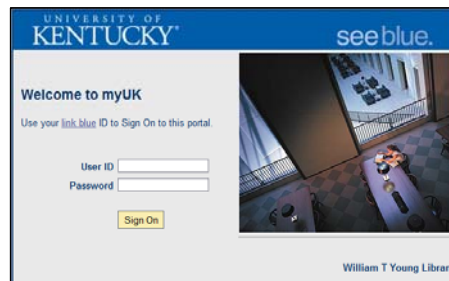 UNIVERSITY OF
KENTUCKY®
see blue.
Welcome to myUK
Use your link blue ID to Sign On to this portal.
User ID
Password
Sign On
William T Young Librar